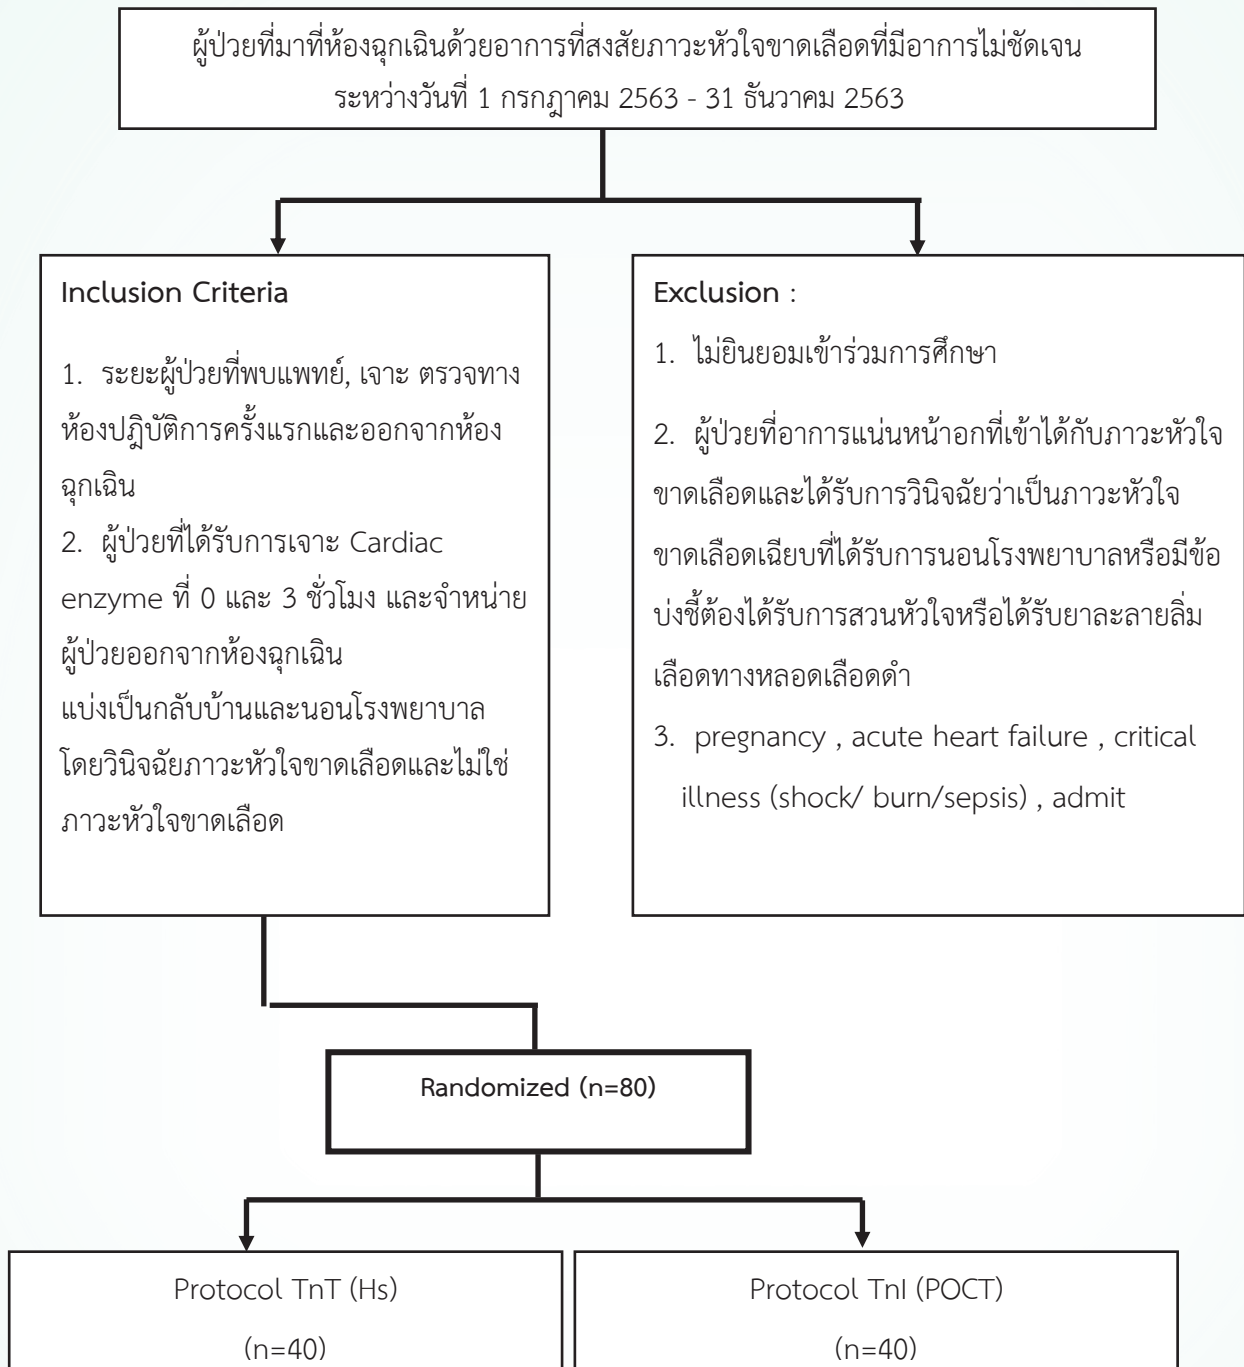 ผู้ป่วยที่มาที่ห้องฉุกเฉินด้วยอาการที่สงสัยภาวะหัวใจขาดเลือดที่มีอาการไม่ชัดเจน
ระหว่างวันที่ 1 กรกฎาคม 2563 - 31 ธันวาคม 2563
Inclusion Criteria
1. ระยะผู้ป่วยที่พบแพทย์, เจาะ ตรวจทาง
ห้องปฎิบัติการครั้งแรกและออกจากห้อง
ฉุกเฉิน
2. ผู้ป่วยที่ได้รับการเจาะ Cardiac
enzyme ที่ 0 และ 3 ชั่วโมง และจำหน่าย
ผู้ป่วยออกจากห้องฉุกเฉิน
แบ่งเป็นกลับบ้านและนอนโรงพยาบาล
โดยวินิจฉัยภาวะหัวใจขาดเลือดและไม่ใช่
ภาวะหัวใจขาดเลือด
Exclusion :
1. ไม่ยินยอมเข้าร่วมการศึกษา
2. ผู้ป่วยที่อาการแน่นหน้าอกที่เข้าได้กับภาวะหัวใจ
ขาดเลือดและได้รับการวินิจฉัยว่าเป็นภาวะหัวใจ
ขาดเลือดเฉียบที่ได้รับการนอนโรงพยาบาลหรือมีข้อ
บ่งชี้ต้องได้รับการสวนหัวใจหรือได้รับยาละลายลิ่ม
เลือดทางหลอดเลือดดำ
3. pregnancy , acute heart failure , critical
illness (shock/ burn/sepsis) , admit
Randomized (n=80)
Protocol TnT (Hs)
(n=40)
Protocol TnI (POCT)
(n=40)